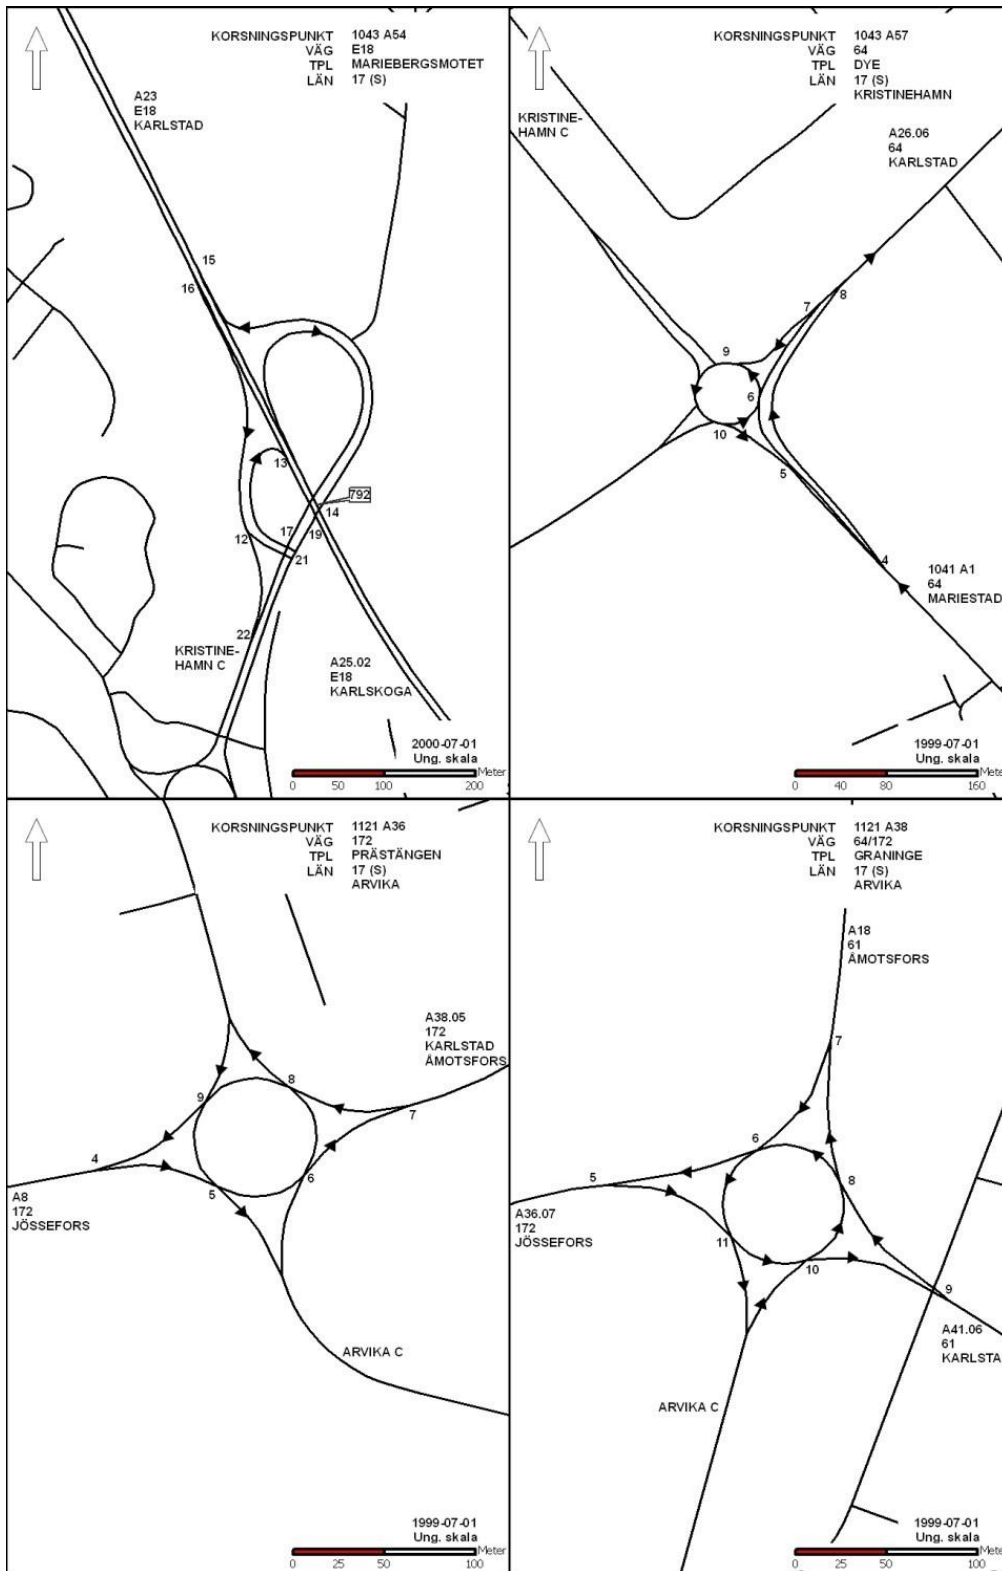 KORSNINGSPUNKT 1043 A54
VÄG E18
TPL MARIEBERGSMOTET
LÄN 17 (S)
A23
E18
KARLSTAD
15
16
13
792
14
17
19
12
21
22
KRISTINE-
HAMN C
A25.02
E18
KARLSKOGA
2000-07-01
Ung. skala
Meter
0 50 100 200
KORSNINGSPUNKT 1043 A57
VÄG 64
TPL DYE
LÄN 17 (S)
KRISTINEHAMN
KRISTINE-
HAMN C
A26.06
64
KARLSTAD
8
7
9
6
10
5
4
1041 A1
64
MARIESTAD
1999-07-01
Ung. skala
Meter
0 40 80 160
KORSNINGSPUNKT 1121 A36
VÄG 172
TPL PRÄSTÄNGEN
LÄN 17 (S)
ARVIKA
A38.05
172
KARLSTAD
ÅMOTSFORS
8
9
7
4
6
5
A8
172
JÖSSEFORS
ARVIKA C
1999-07-01
Ung. skala
Meter
0 25 50 100
KORSNINGSPUNKT 1121 A38
VÄG 64/172
TPL GRANINGE
LÄN 17 (S)
ARVIKA
A18
61
ÅMOTSFORS
7
6
5
8
A36.07
172
JÖSSEFORS
11
10
9
A41.06
61
KARLSTA
ARVIKA C
1999-07-01
Ung. skala
Meter
0 25 50 100